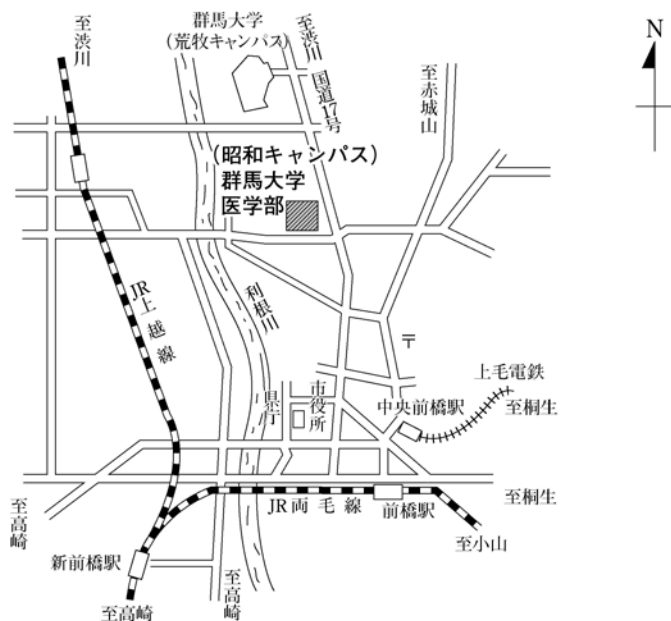 群馬大学
(荒牧キャンパス)
至渋川
至渋川
国道17号
至赤城山
N
(昭和キャンパス)
群馬大学
医学部
JR上越線
利根川
〒
上毛電鉄
至桐生
県庁
市役所
中央前橋駅
至桐生
JR両毛線
前橋駅
至高崎
至小山
新前橋駅
至高崎
至高崎